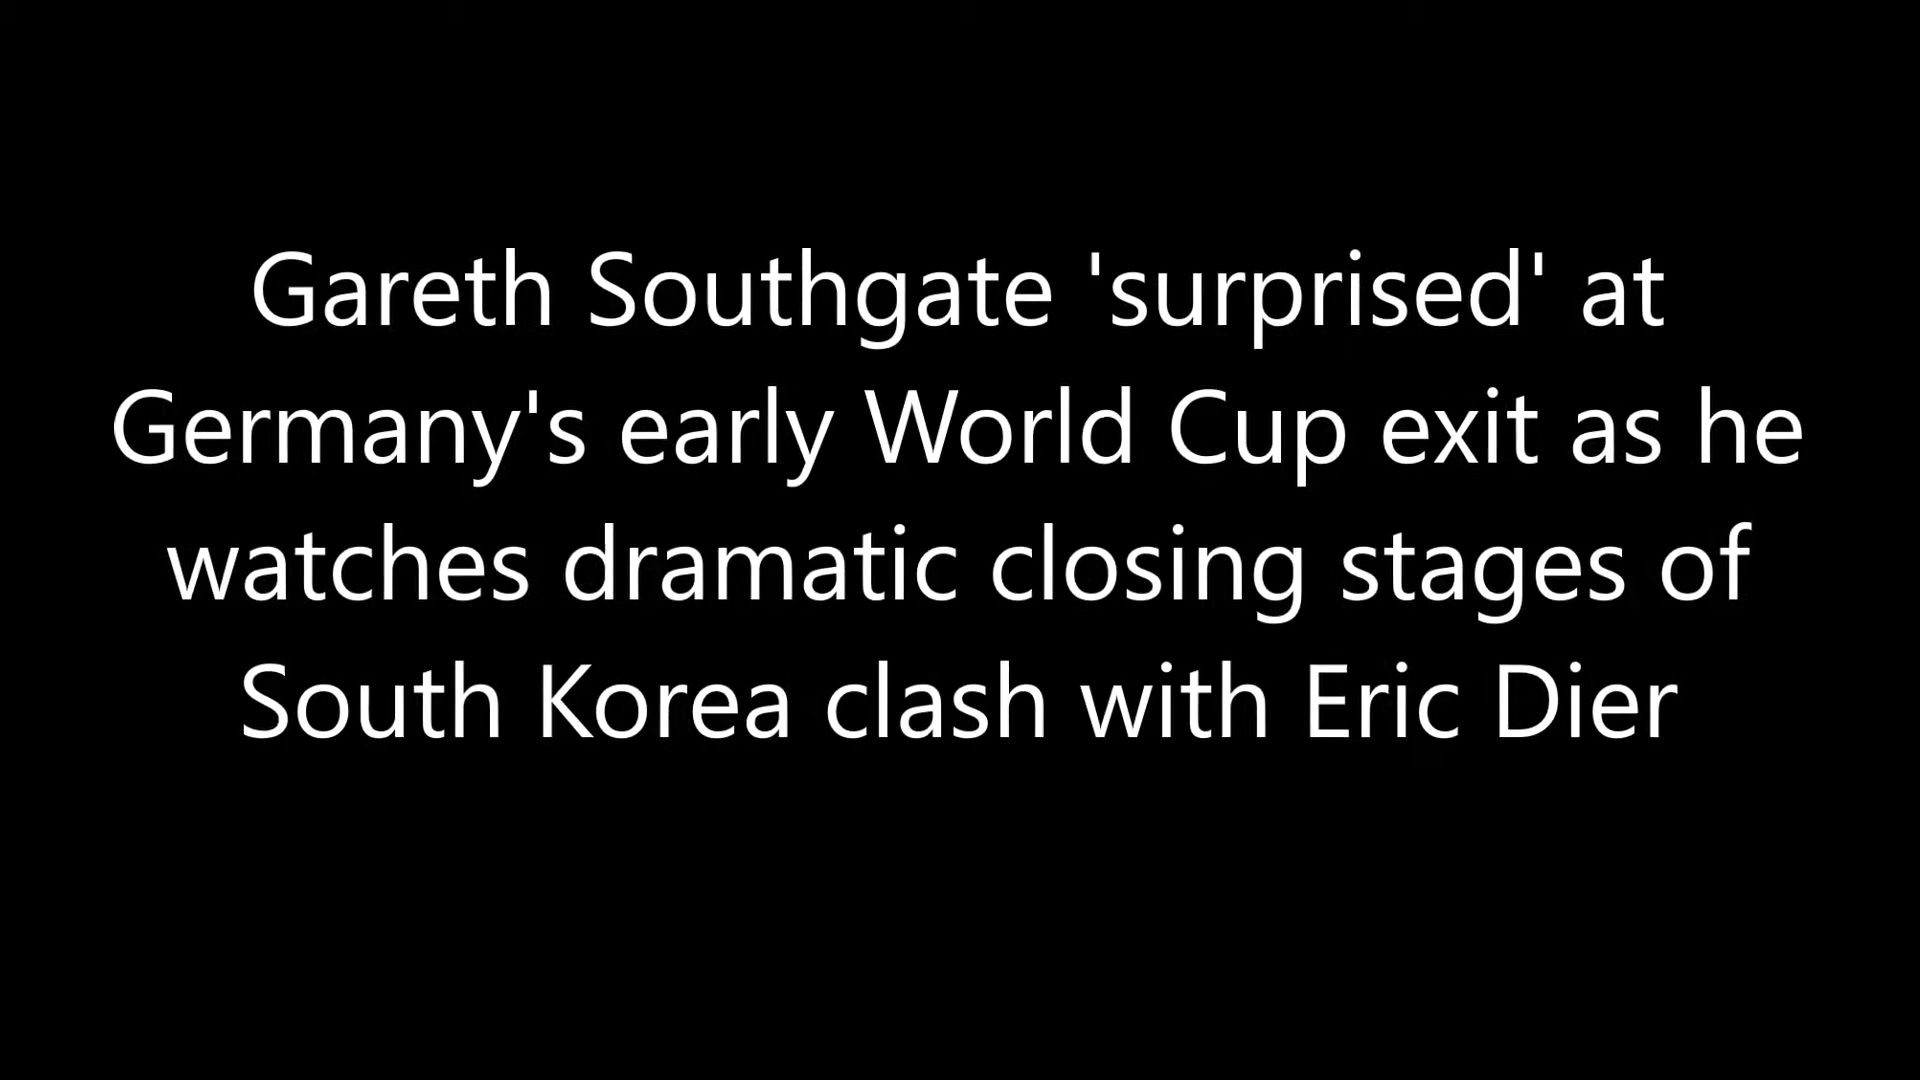 Gareth Southgate 'surprised' at
Germany's early World Cup exit as he
watches dramatic closing stages of
South Korea clash with Eric Dier